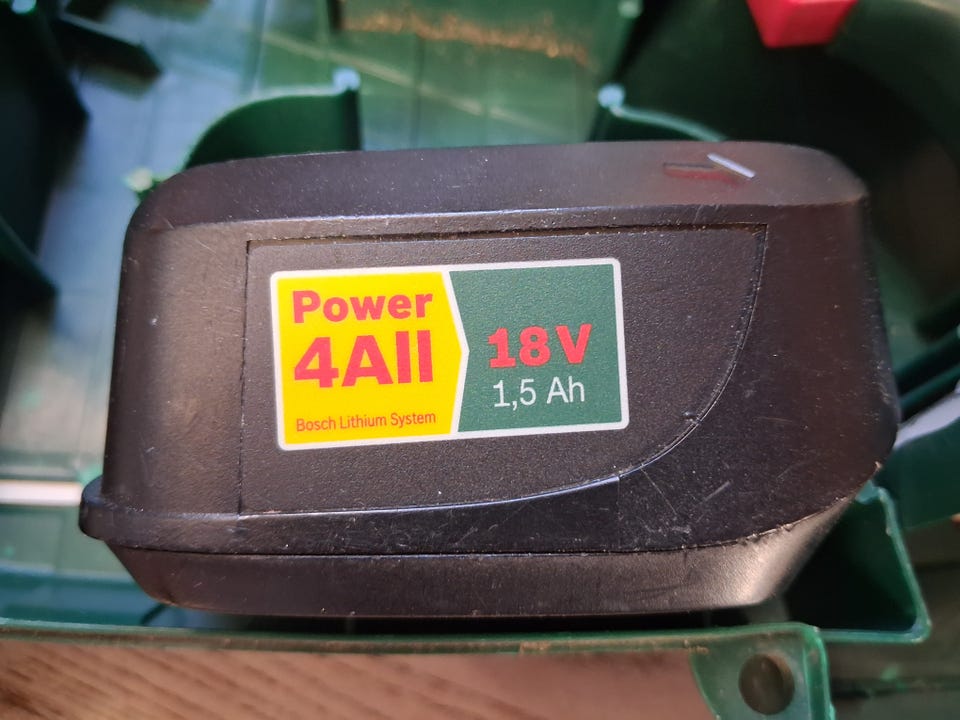 Power
4All
Bosch Lithium System
18V
1,5 Ah